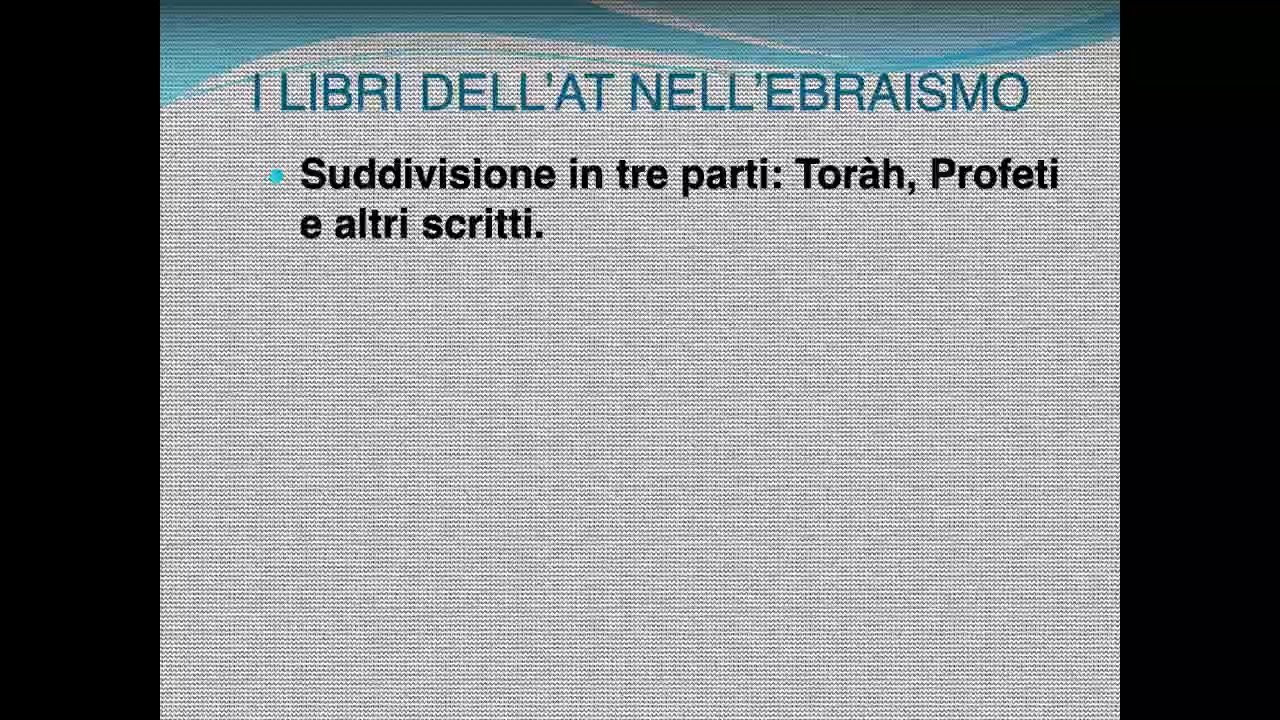 I LIBRI DELL'AT NELL'EBRAISMO
Suddivisione in tre parti: Toràh, Profeti
e altri scritti.